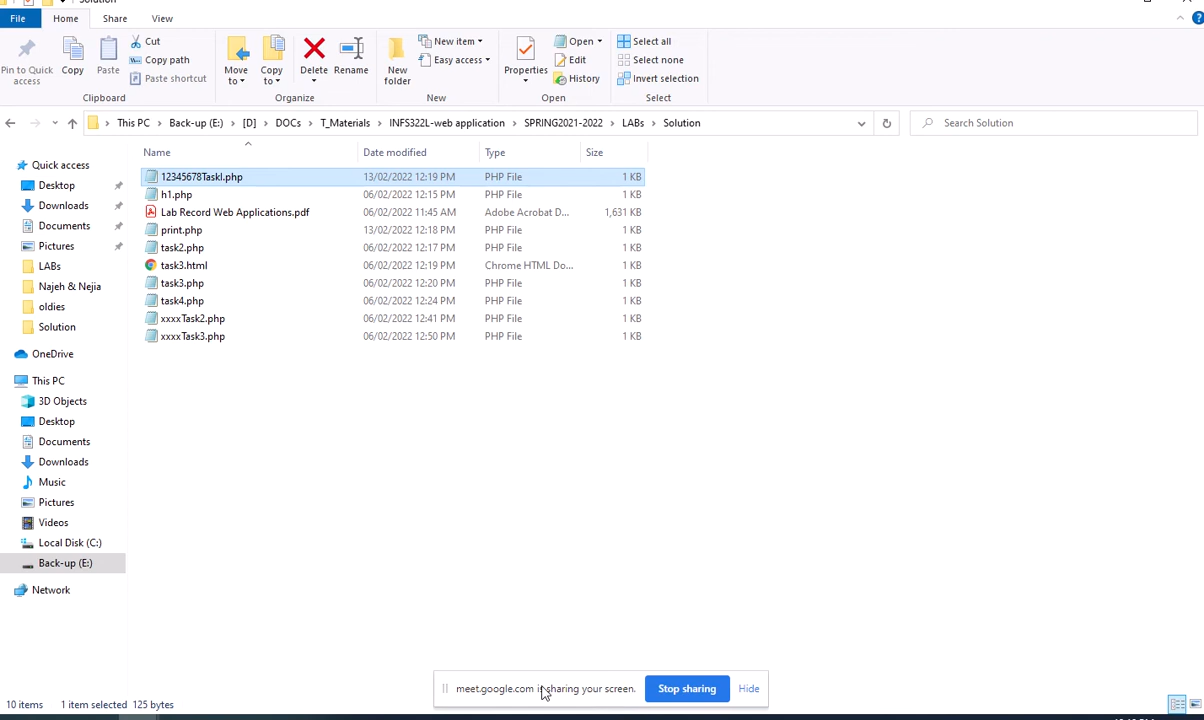 Solution
File Home Share View
Pin to Quick access
Copy
Paste
Cut
Copy path
Paste shortcut
Clipboard
Move to
Copy to
Delete
Rename
Organize
New folder
New item
Easy access
New
Properties
Open
Edit
History
Open
Select all
Select none
Invert selection
Select
This PC > Back-up (E:) > [D] > DOCs > T_Materials > INFS322L-web application > SPRING2021-2022 > LABs > Solution
Search Solution
Quick access
Desktop
Downloads
Documents
Pictures
LABs
Najeh & Nejia
oldies
Solution
OneDrive
This PC
3D Objects
Desktop
Documents
Downloads
Music
Pictures
Videos
Local Disk (C:)
Back-up (E:)
Network
Name Date modified Type Size
12345678TaskI.php 13/02/2022 12:19 PM PHP File 1 KB
h1.php 06/02/2022 12:15 PM PHP File 1 KB
Lab Record Web Applications.pdf 06/02/2022 11:45 AM Adobe Acrobat D... 1,631 KB
print.php 13/02/2022 12:18 PM PHP File 1 KB
task2.php 06/02/2022 12:17 PM PHP File 1 KB
task3.html 06/02/2022 12:19 PM Chrome HTML Do... 1 KB
task3.php 06/02/2022 12:20 PM PHP File 1 KB
task4.php 06/02/2022 12:24 PM PHP File 1 KB
xxxxTask2.php 06/02/2022 12:41 PM PHP File 1 KB
xxxxTask3.php 06/02/2022 12:50 PM PHP File 1 KB
meet.google.com is sharing your screen. Stop sharing Hide
10 items 1 item selected 125 bytes